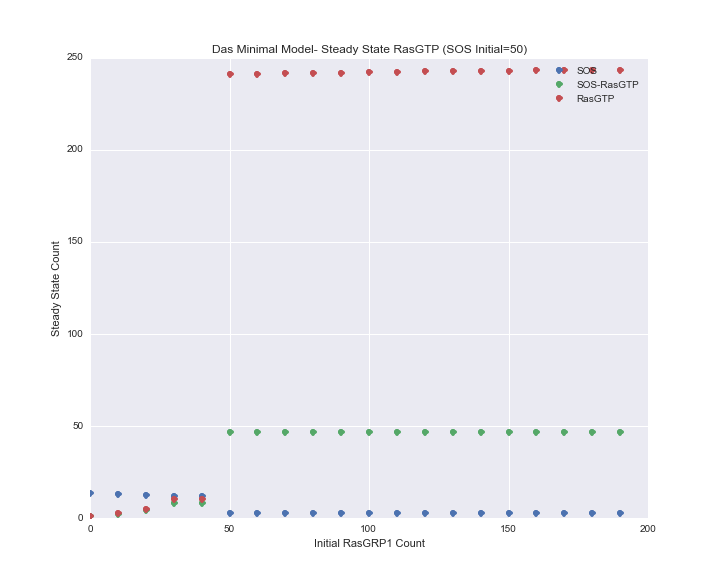 Das Minimal Model- Steady State RasGTP (SOS Initial=50)
250
200
150
100
50
0
Steady State Count
SOS
SOS-RasGTP
RasGTP
0 50 100 150 200
Initial RasGRP1 Count